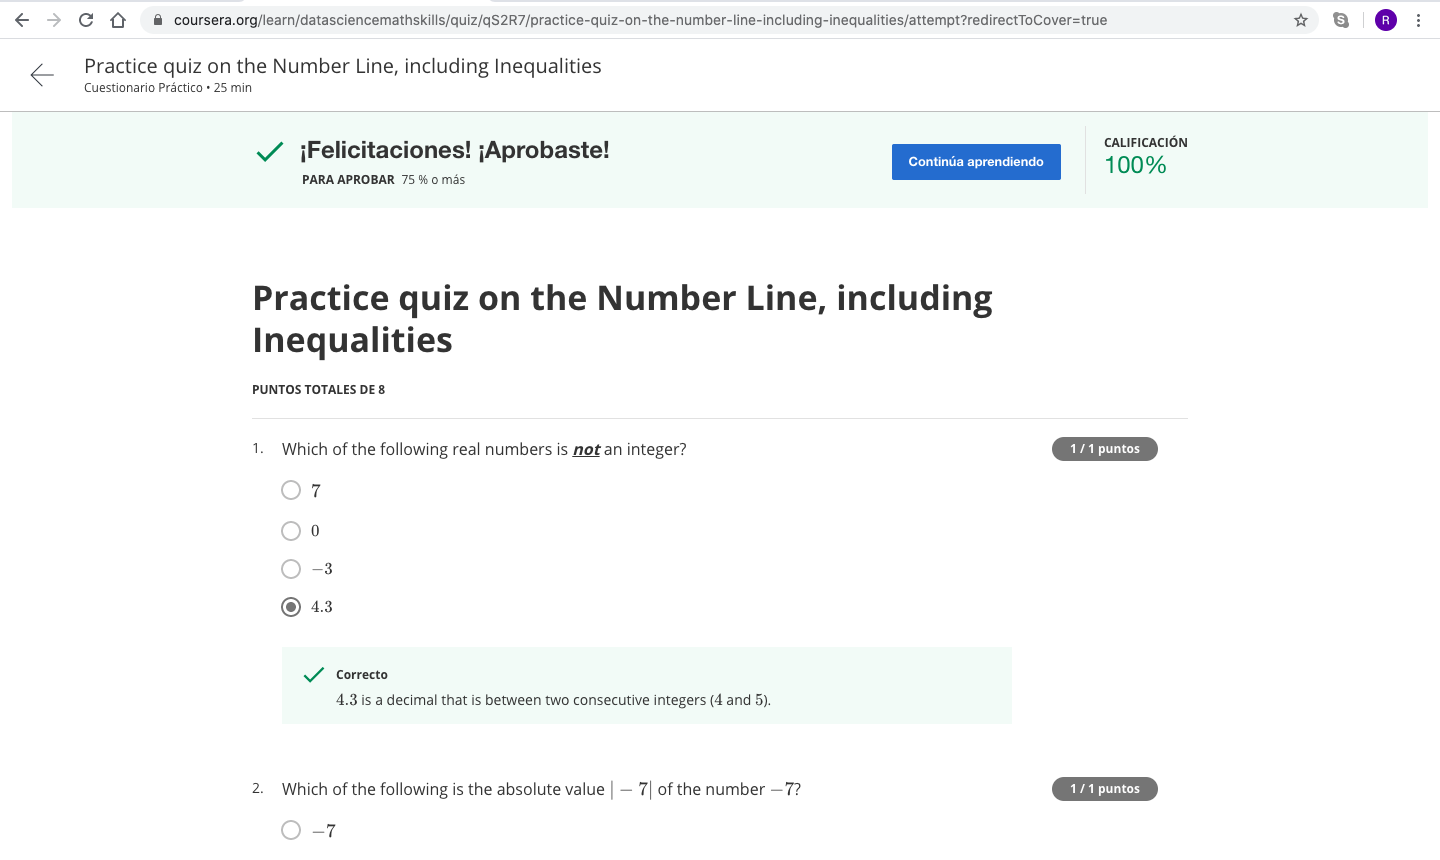 coursera.org/learn/datasciencemathskills/quiz/qS2R7/practice-quiz-on-the-number-line-including-inequalities/attempt?redirectToCover=true
R
Practice quiz on the Number Line, including Inequalities
Cuestionario Práctico • 25 min
¡Felicitaciones! ¡Aprobaste!
PARA APROBAR 75 % o más
Continúa aprendiendo
CALIFICACIÓN
100%
Practice quiz on the Number Line, including
Inequalities
PUNTOS TOTALES DE 8
1. Which of the following real numbers is not an integer?
1 / 1 puntos
7
0
−3
4.3
Correcto
4.3 is a decimal that is between two consecutive integers (4 and 5).
2. Which of the following is the absolute value |− 7| of the number −7?
1 / 1 puntos
−7